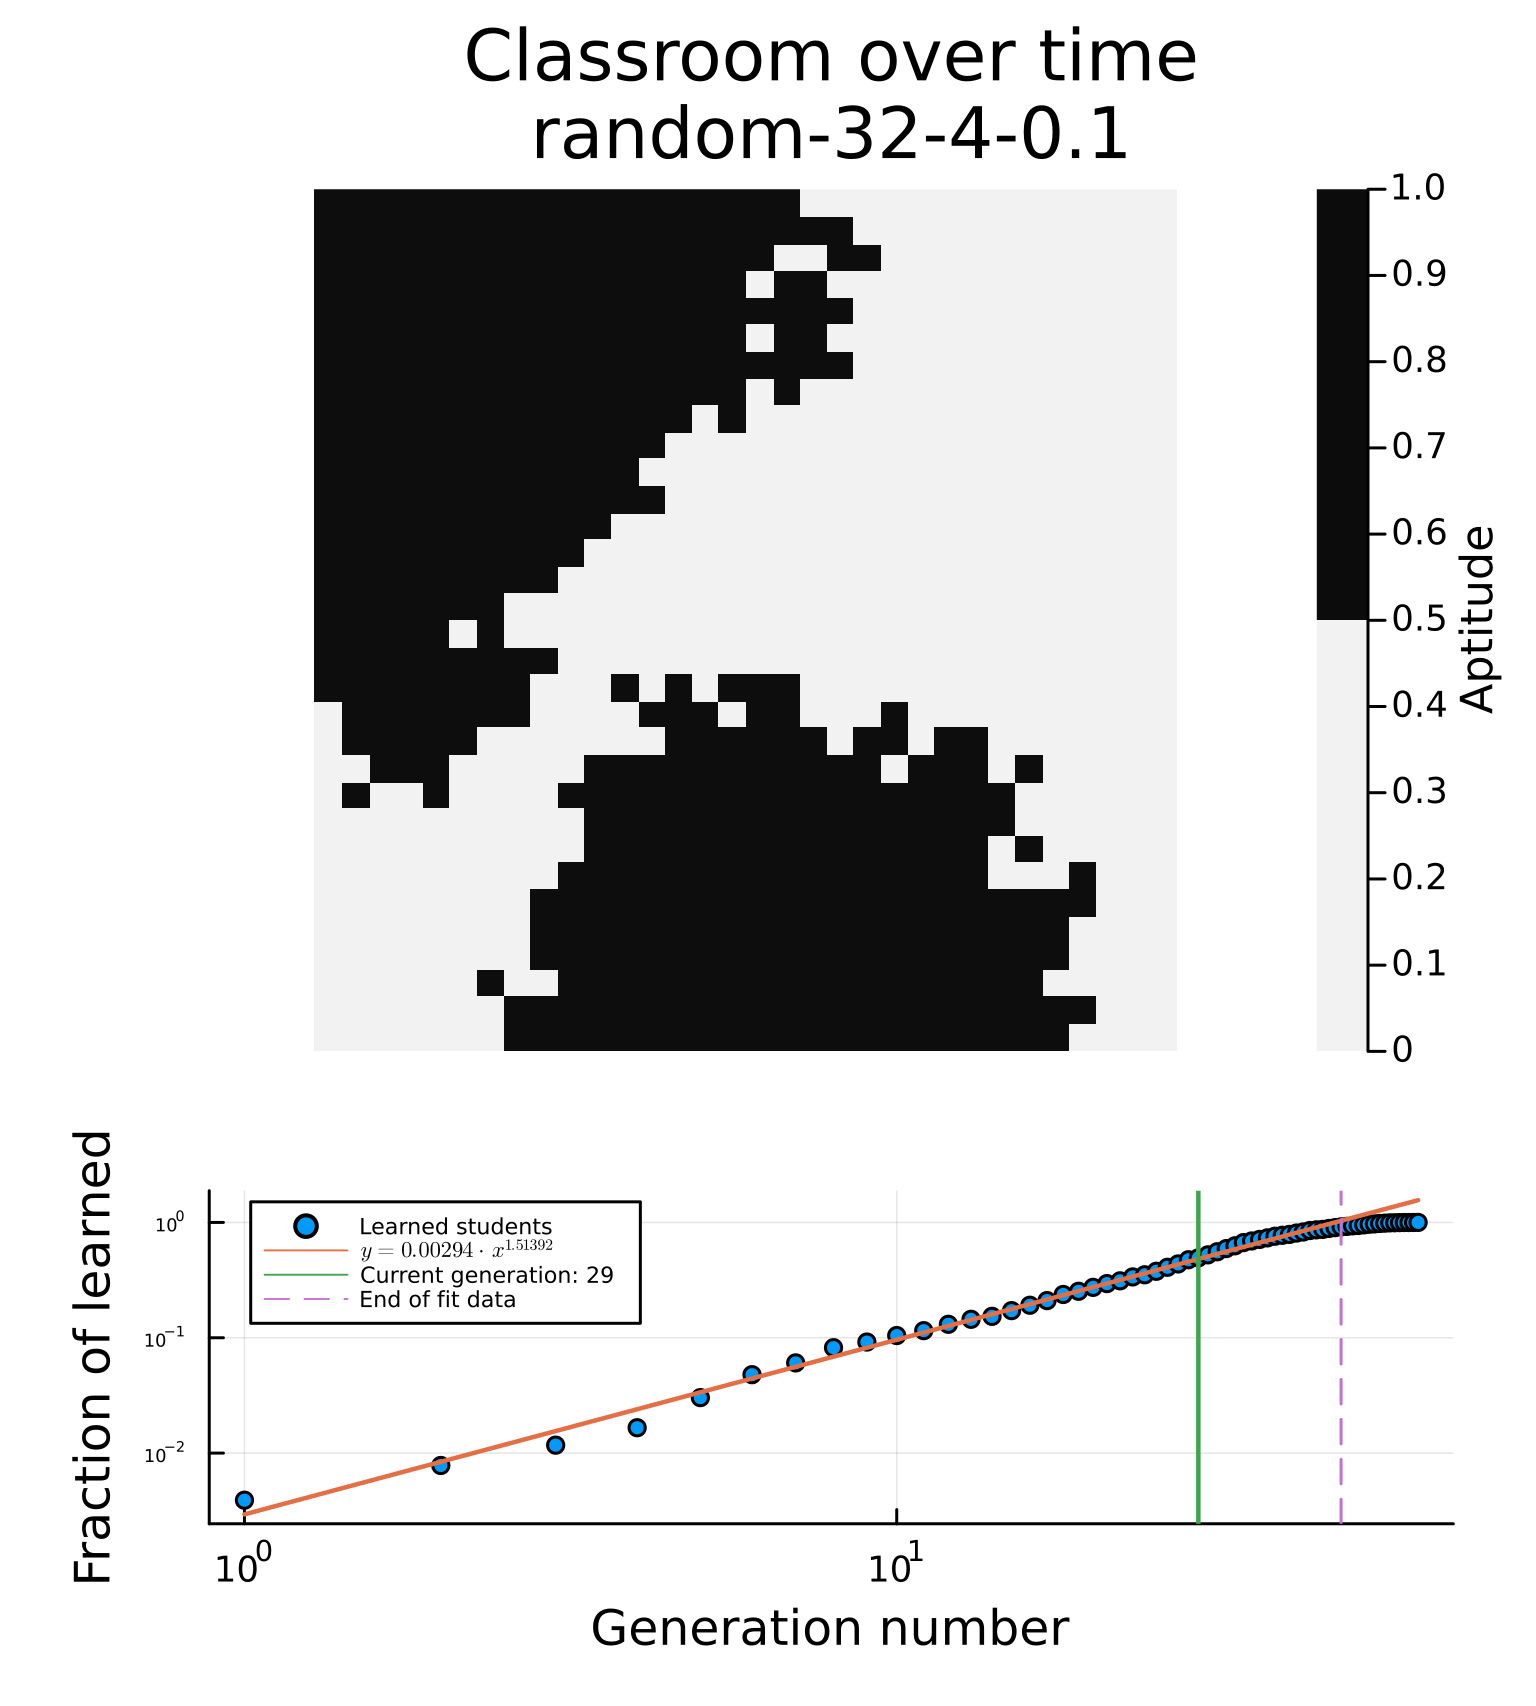 Classroom over time
random-32-4-0.1
1.0
0.9
0.8
0.7
0.6
0.5
0.4
0.3
0.2
0.1
0
Aptitude
Fraction of learned
10⁰
10⁻¹
10⁻²
Learned students
y = 0.00294 · x^1.51392
Current generation: 29
End of fit data
10⁰
10¹
Generation number